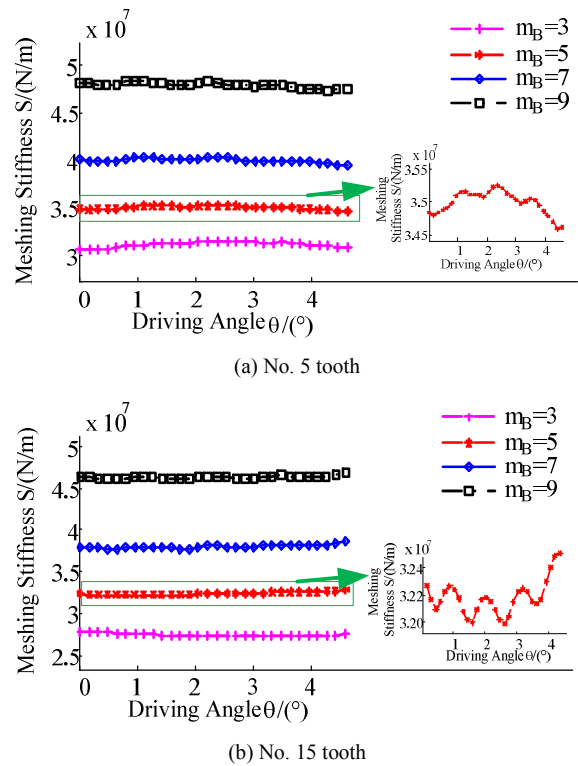 x 10^7
Meshing Stiffness S/(N/m)
5
4.5
4
3.5
3
0 1 2 3 4
Driving Angle θ/(°)
m_B=3
m_B=5
m_B=7
m_B=9
x 10^7
Meshing
Stiffness S/(N/m)
3.55
3.5
3.45
1 2 3 4
Driving Angle θ/(°)
(a) No. 5 tooth
x 10^7
Meshing Stiffness S/(N/m)
5
4.5
4
3.5
3
2.5
0 1 2 3 4
Driving Angle θ/(°)
m_B=3
m_B=5
m_B=7
m_B=9
x 10^7
Meshing
Stiffness S/(N/m)
3.24
3.22
3.20
1 2 3 4
Driving Angle θ/(°)
(b) No. 15 tooth